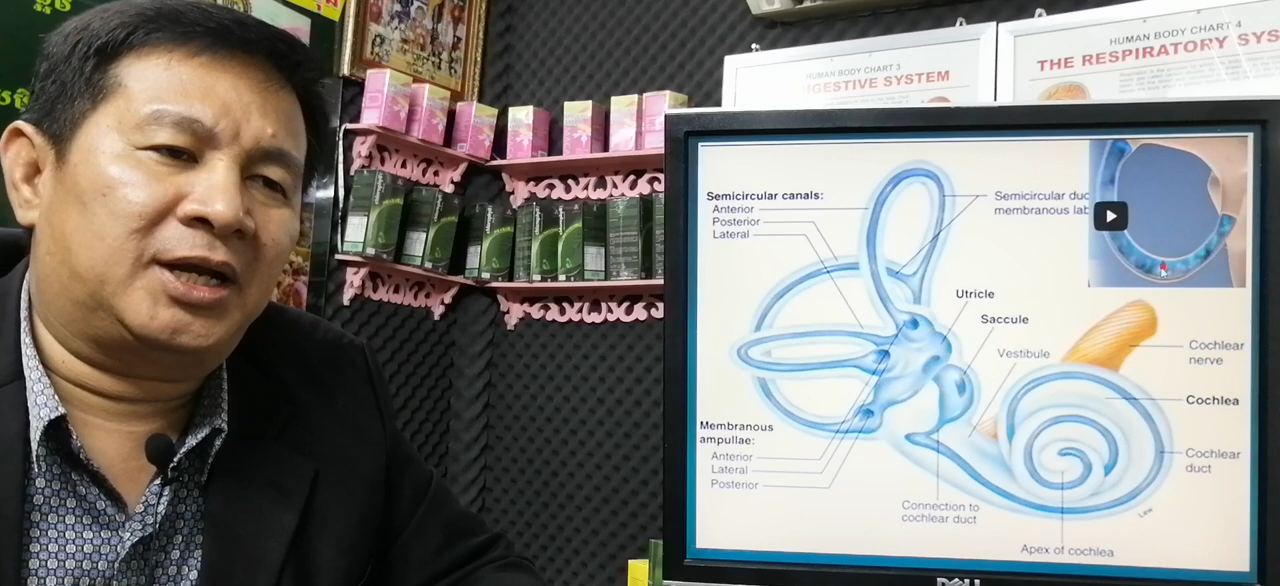 HUMAN BODY CHART 3
IGESTIVE SYSTEM
HUMAN BODY CHART 4
THE RESPIRATORY SYS
Semicircular canals:
Anterior
Posterior
Lateral
Semicircular duc
membranous lab
Utricle
Saccule
Vestibule
Cochlear
nerve
Cochlea
Cochlear
duct
Membranous
ampullae:
Anterior
Lateral
Posterior
Connection to
cochlear duct
Apex of cochlea
DELL